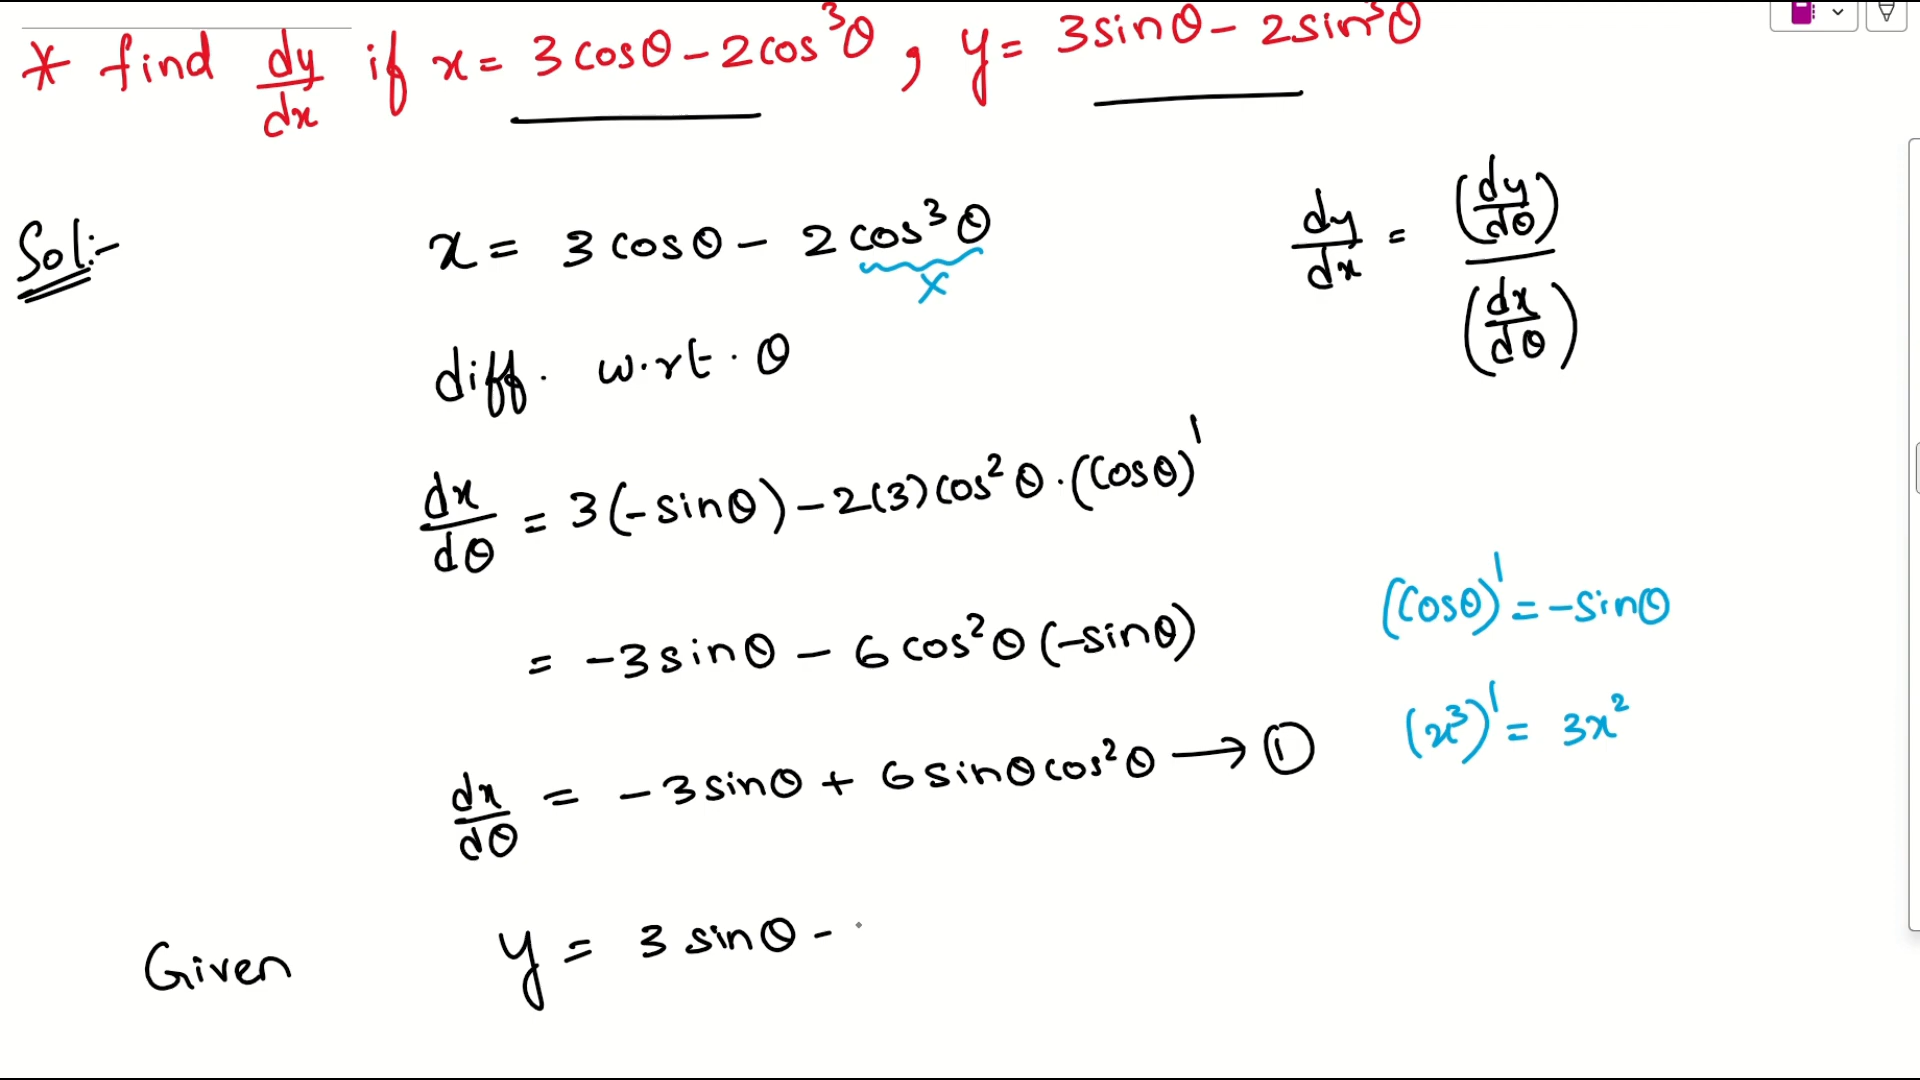 * find dy/dx if x = 3cosθ - 2cos³θ, y = 3sinθ - 2sin³θ
Sol:- x = 3cosθ - 2cos³θ
x
dy/dx = (dy/dθ)/(dx/dθ)
diff. w.r.t. θ
dx/dθ = 3(-sinθ) - 2(3)cos²θ·(cosθ)'
= -3sinθ - 6cos²θ(-sinθ)
(cosθ)' = -sinθ
(x³)' = 3x²
dx/dθ = -3sinθ + 6sinθcos²θ → ①
Given y = 3sinθ -